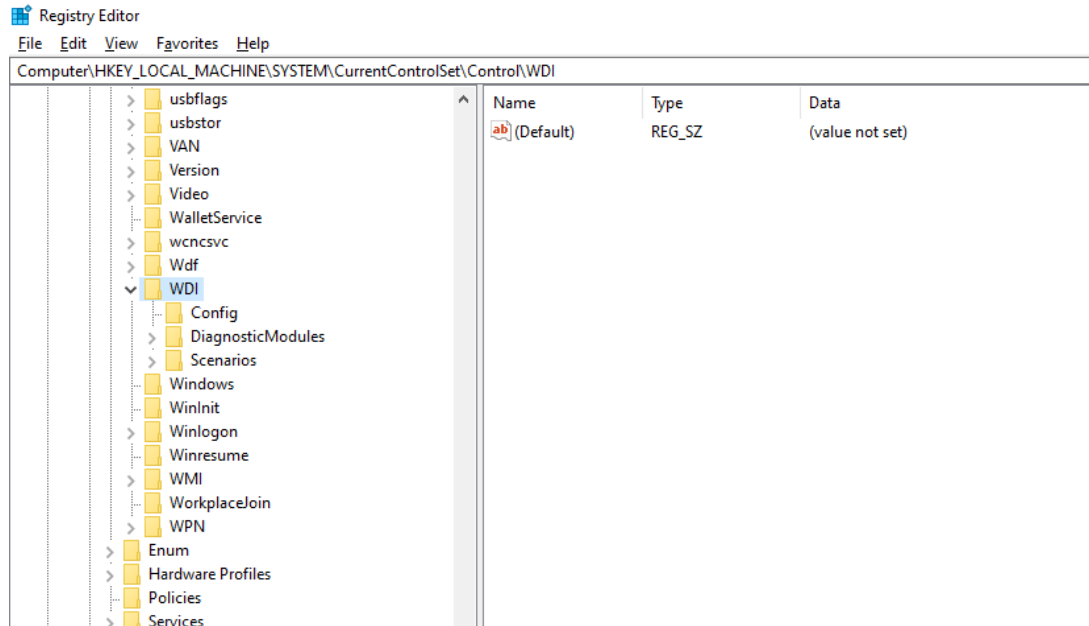 Registry Editor
File Edit View Favorites Help
Computer\HKEY_LOCAL_MACHINE\SYSTEM\CurrentControlSet\Control\WDI
usbflags
usbstor
VAN
Version
Video
WalletService
wcncsvc
Wdf
WDI
Config
DiagnosticModules
Scenarios
Windows
WinInit
Winlogon
Winresume
WMI
WorkplaceJoin
WPN
Enum
Hardware Profiles
Policies
Services
Name Type Data
ab (Default) REG_SZ (value not set)